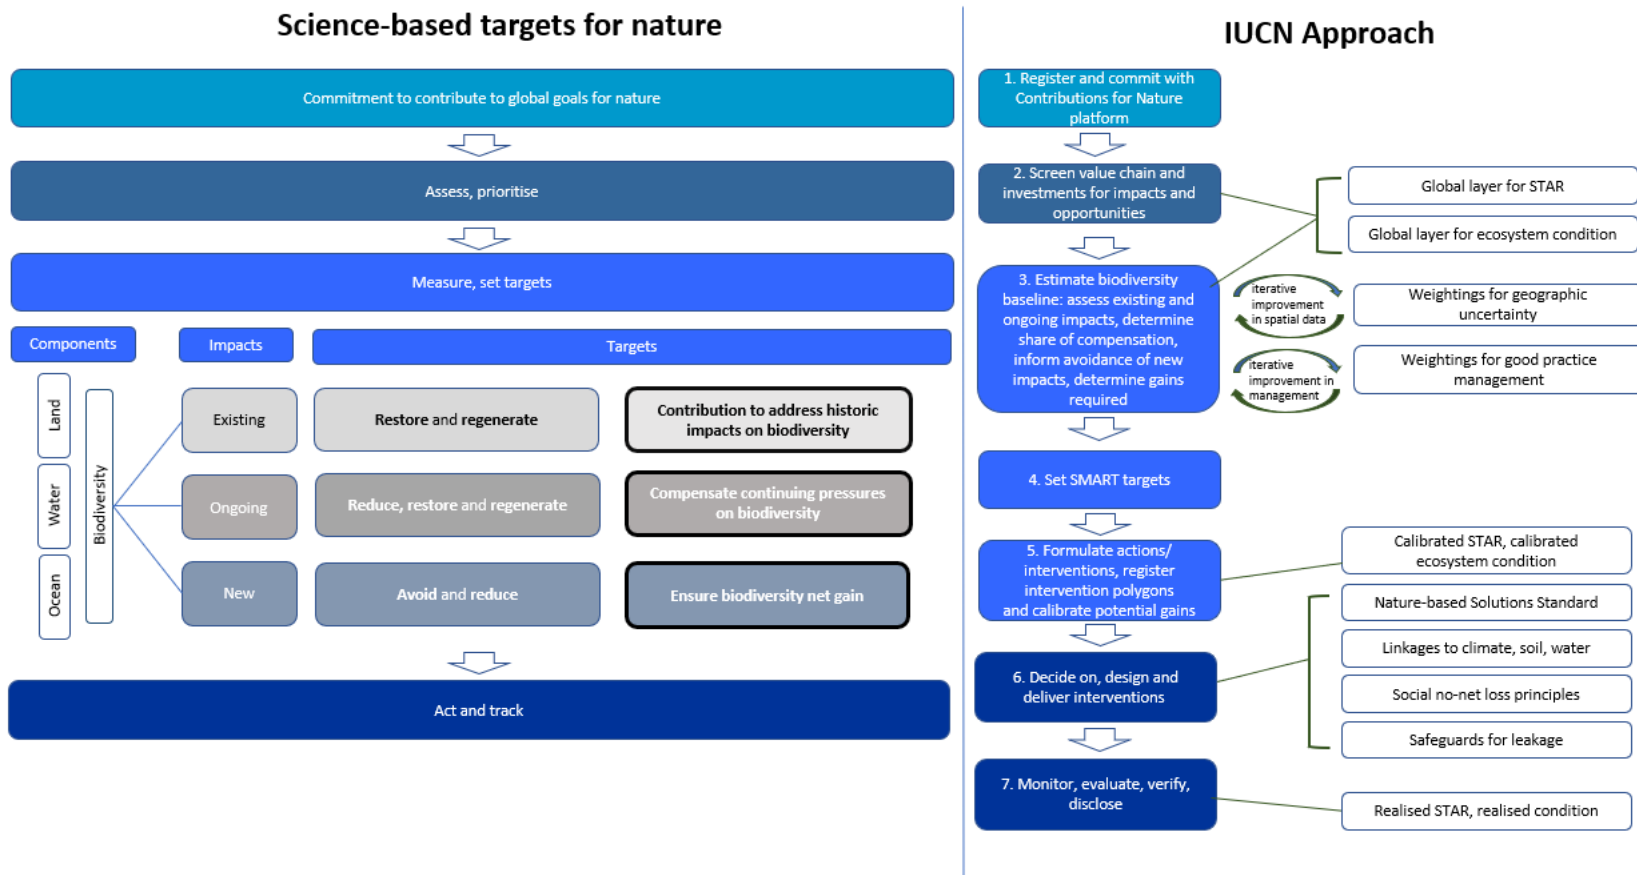 Science-based targets for nature
Commitment to contribute to global goals for nature
Assess, prioritise
Measure, set targets
Components
Impacts
Targets
Land
Water
Ocean
Biodiversity
Existing
Restore and regenerate
Contribution to address historic
impacts on biodiversity
Ongoing
Reduce, restore and regenerate
Compensate continuing pressures
on biodiversity
New
Avoid and reduce
Ensure biodiversity net gain
Act and track
IUCN Approach
1. Register and commit with
Contributions for Nature
platform
2. Screen value chain and
investments for impacts and
opportunities
Global layer for STAR
Global layer for ecosystem condition
3. Estimate biodiversity
baseline: assess existing and
ongoing impacts, determine
share of compensation,
inform avoidance of new
impacts, determine gains
required
iterative
improvement
in spatial data
Weightings for geographic
uncertainty
iterative
improvement in
management
Weightings for good practice
management
4. Set SMART targets
5. Formulate actions/
interventions, register
intervention polygons
and calibrate potential gains
Calibrated STAR, calibrated
ecosystem condition
6. Decide on, design and
deliver interventions
Nature-based Solutions Standard
Linkages to climate, soil, water
Social no-net loss principles
Safeguards for leakage
7. Monitor, evaluate, verify,
disclose
Realised STAR, realised condition